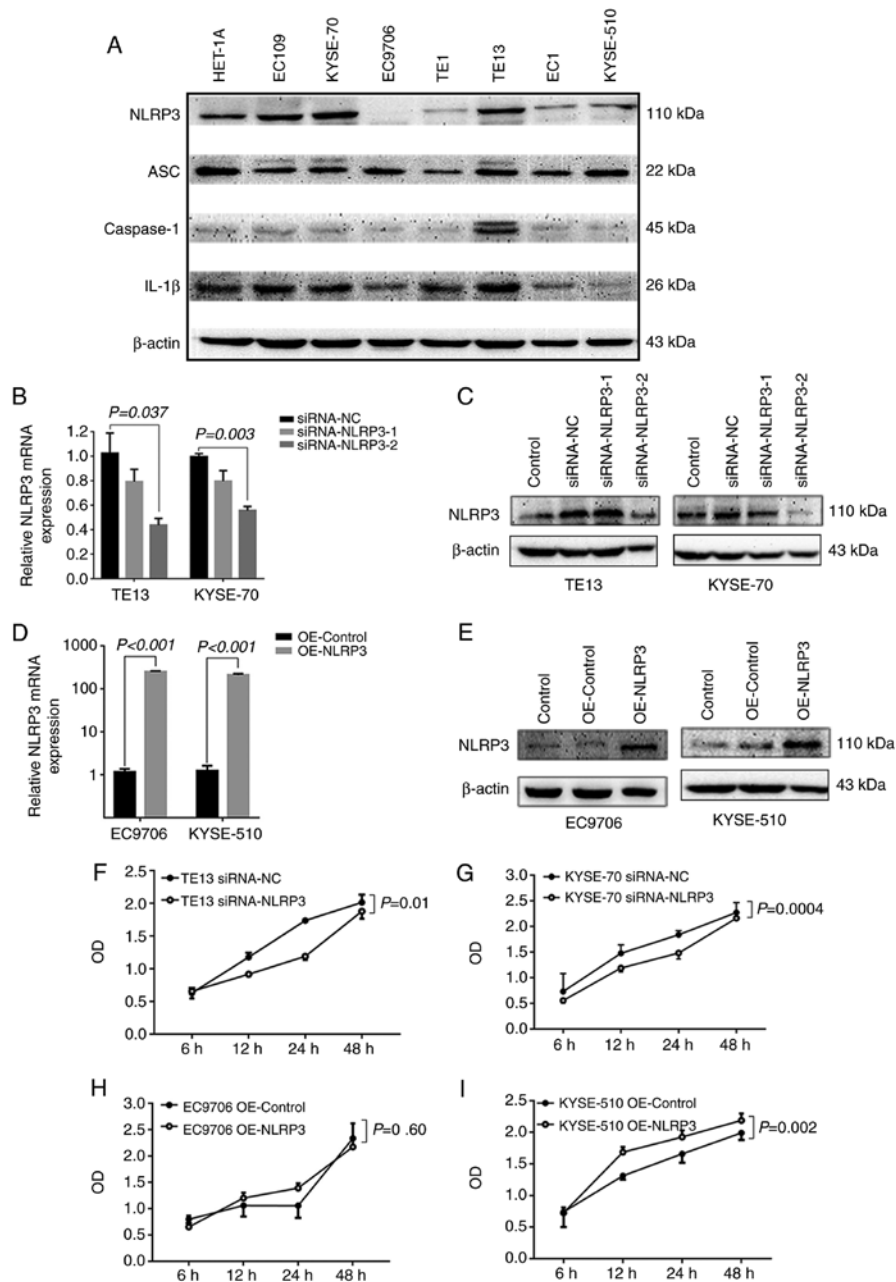 A
HET-1A
EC109
KYSE-70
EC9706
TE1
TE13
EC1
KYSE-510
NLRP3
110 kDa
ASC
22 kDa
Caspase-1
45 kDa
IL-1β
26 kDa
β-actin
43 kDa
B
P=0.037
P=0.003
siRNA-NC
siRNA-NLRP3-1
siRNA-NLRP3-2
Relative NLRP3 mRNA
expression
1.2
1.0
0.8
0.6
0.4
0.2
0.0
TE13
KYSE-70
C
Control
siRNA-NC
siRNA-NLRP3-1
siRNA-NLRP3-2
Control
siRNA-NC
siRNA-NLRP3-1
siRNA-NLRP3-2
NLRP3
110 kDa
β-actin
43 kDa
TE13
KYSE-70
D
P<0.001
P<0.001
OE-Control
OE-NLRP3
Relative NLRP3 mRNA
expression
1000
100
10
1
EC9706
KYSE-510
E
Control
OE-Control
OE-NLRP3
Control
OE-Control
OE-NLRP3
NLRP3
110 kDa
β-actin
43 kDa
EC9706
KYSE-510
F
TE13 siRNA-NC
TE13 siRNA-NLRP3
P=0.01
OD
2.5
2.0
1.5
1.0
0.5
0.0
6 h
12 h
24 h
48 h
G
KYSE-70 siRNA-NC
KYSE-70 siRNA-NLRP3
P=0.0004
OD
3.0
2.5
2.0
1.5
1.0
0.5
0.0
6 h
12 h
24 h
48 h
H
EC9706 OE-Control
EC9706 OE-NLRP3
P=0 .60
OD
3.0
2.5
2.0
1.5
1.0
0.5
0.0
6 h
12 h
24 h
48 h
I
KYSE-510 OE-Control
KYSE-510 OE-NLRP3
P=0.002
OD
2.5
2.0
1.5
1.0
0.5
0.0
6 h
12 h
24 h
48 h